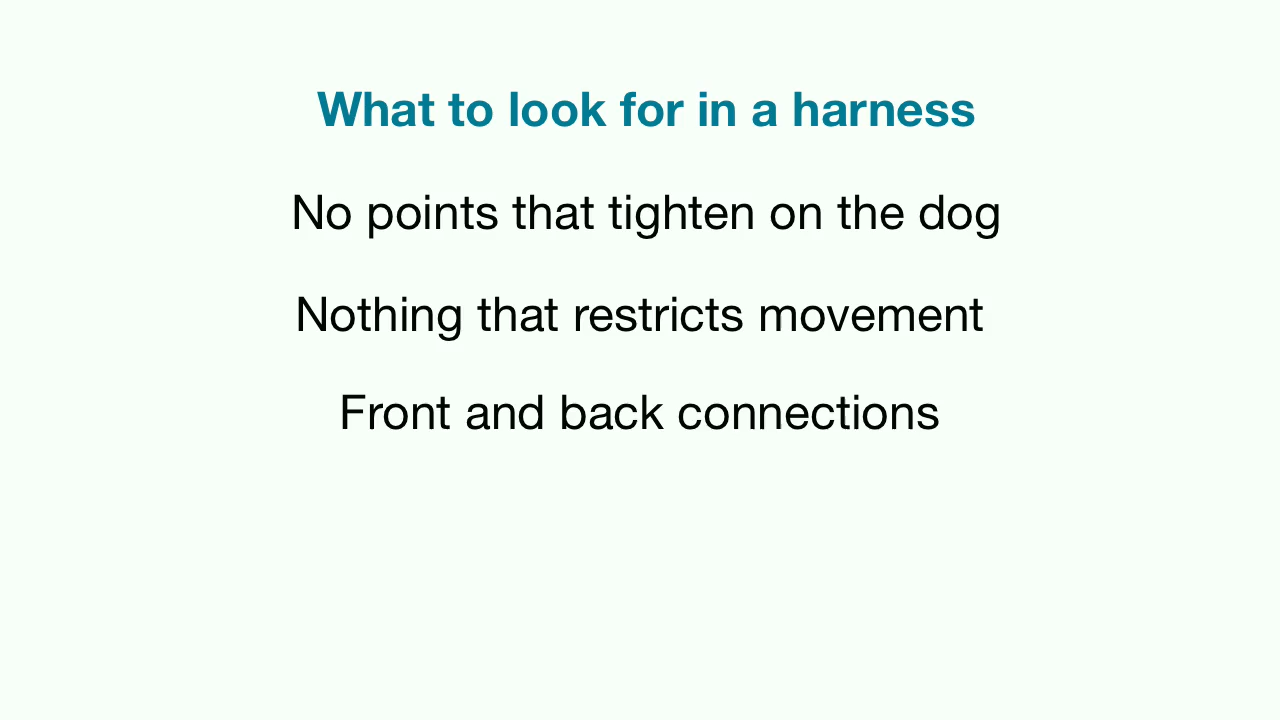 What to look for in a harness
No points that tighten on the dog
Nothing that restricts movement
Front and back connections